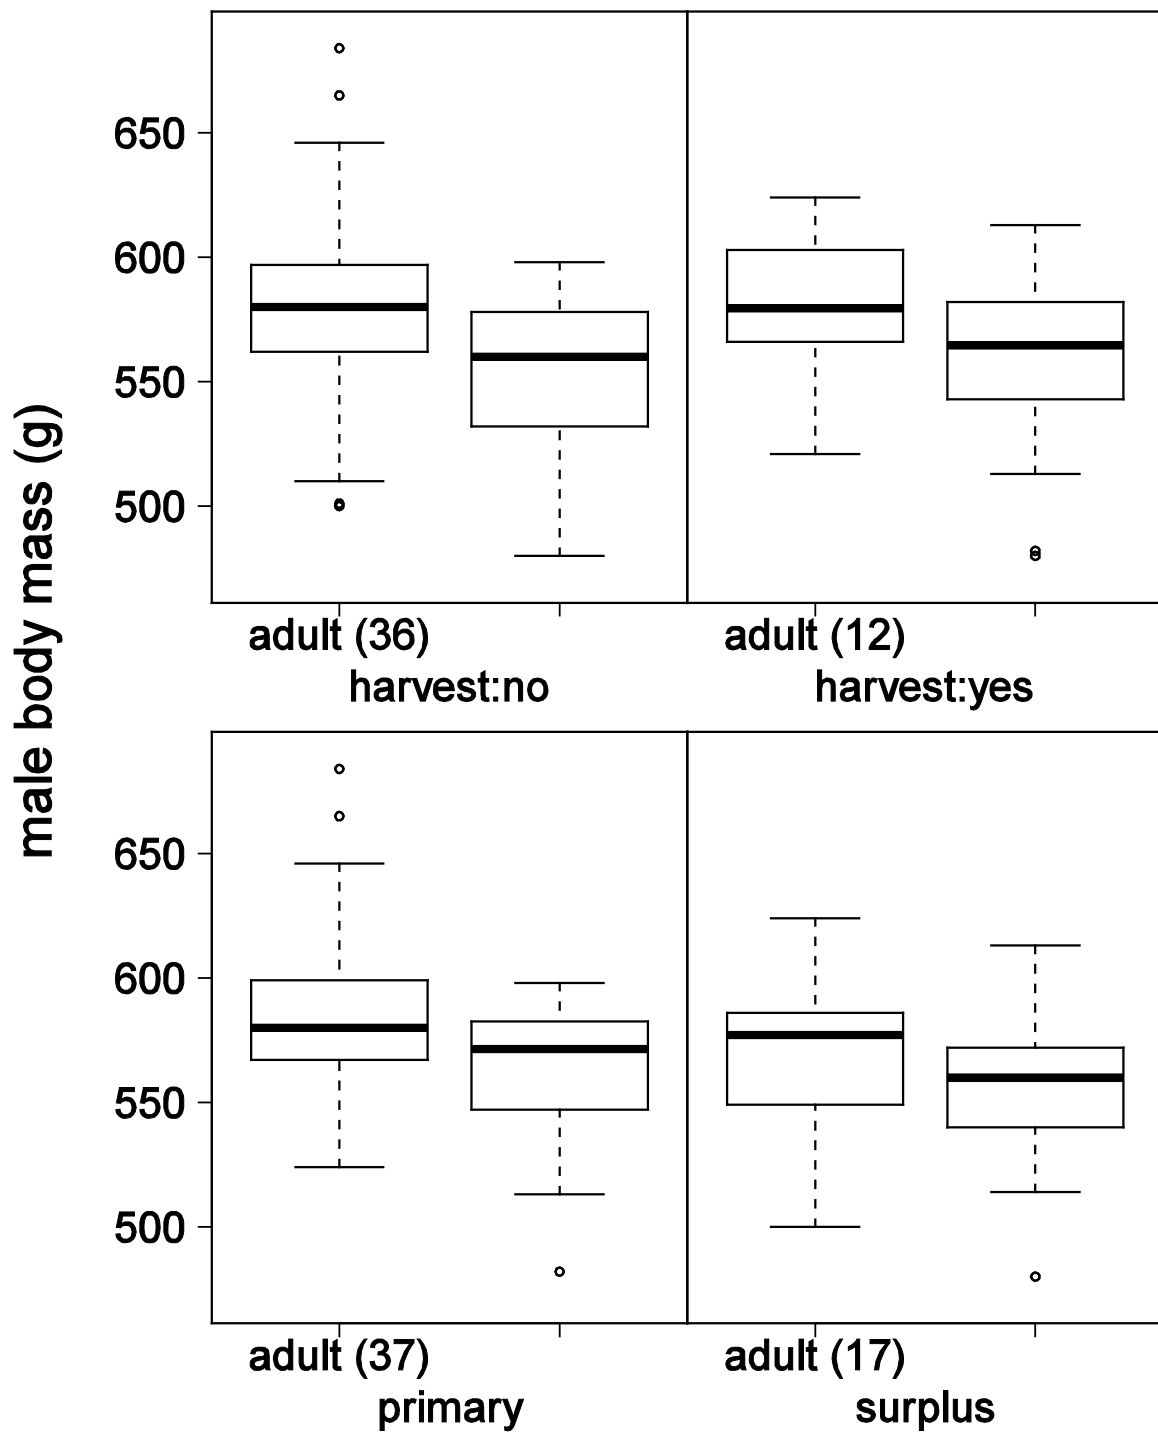 male body mass (g)
650
600
550
500
adult (36)
adult (12)
harvest:no
harvest:yes
650
600
550
500
adult (37)
adult (17)
primary
surplus